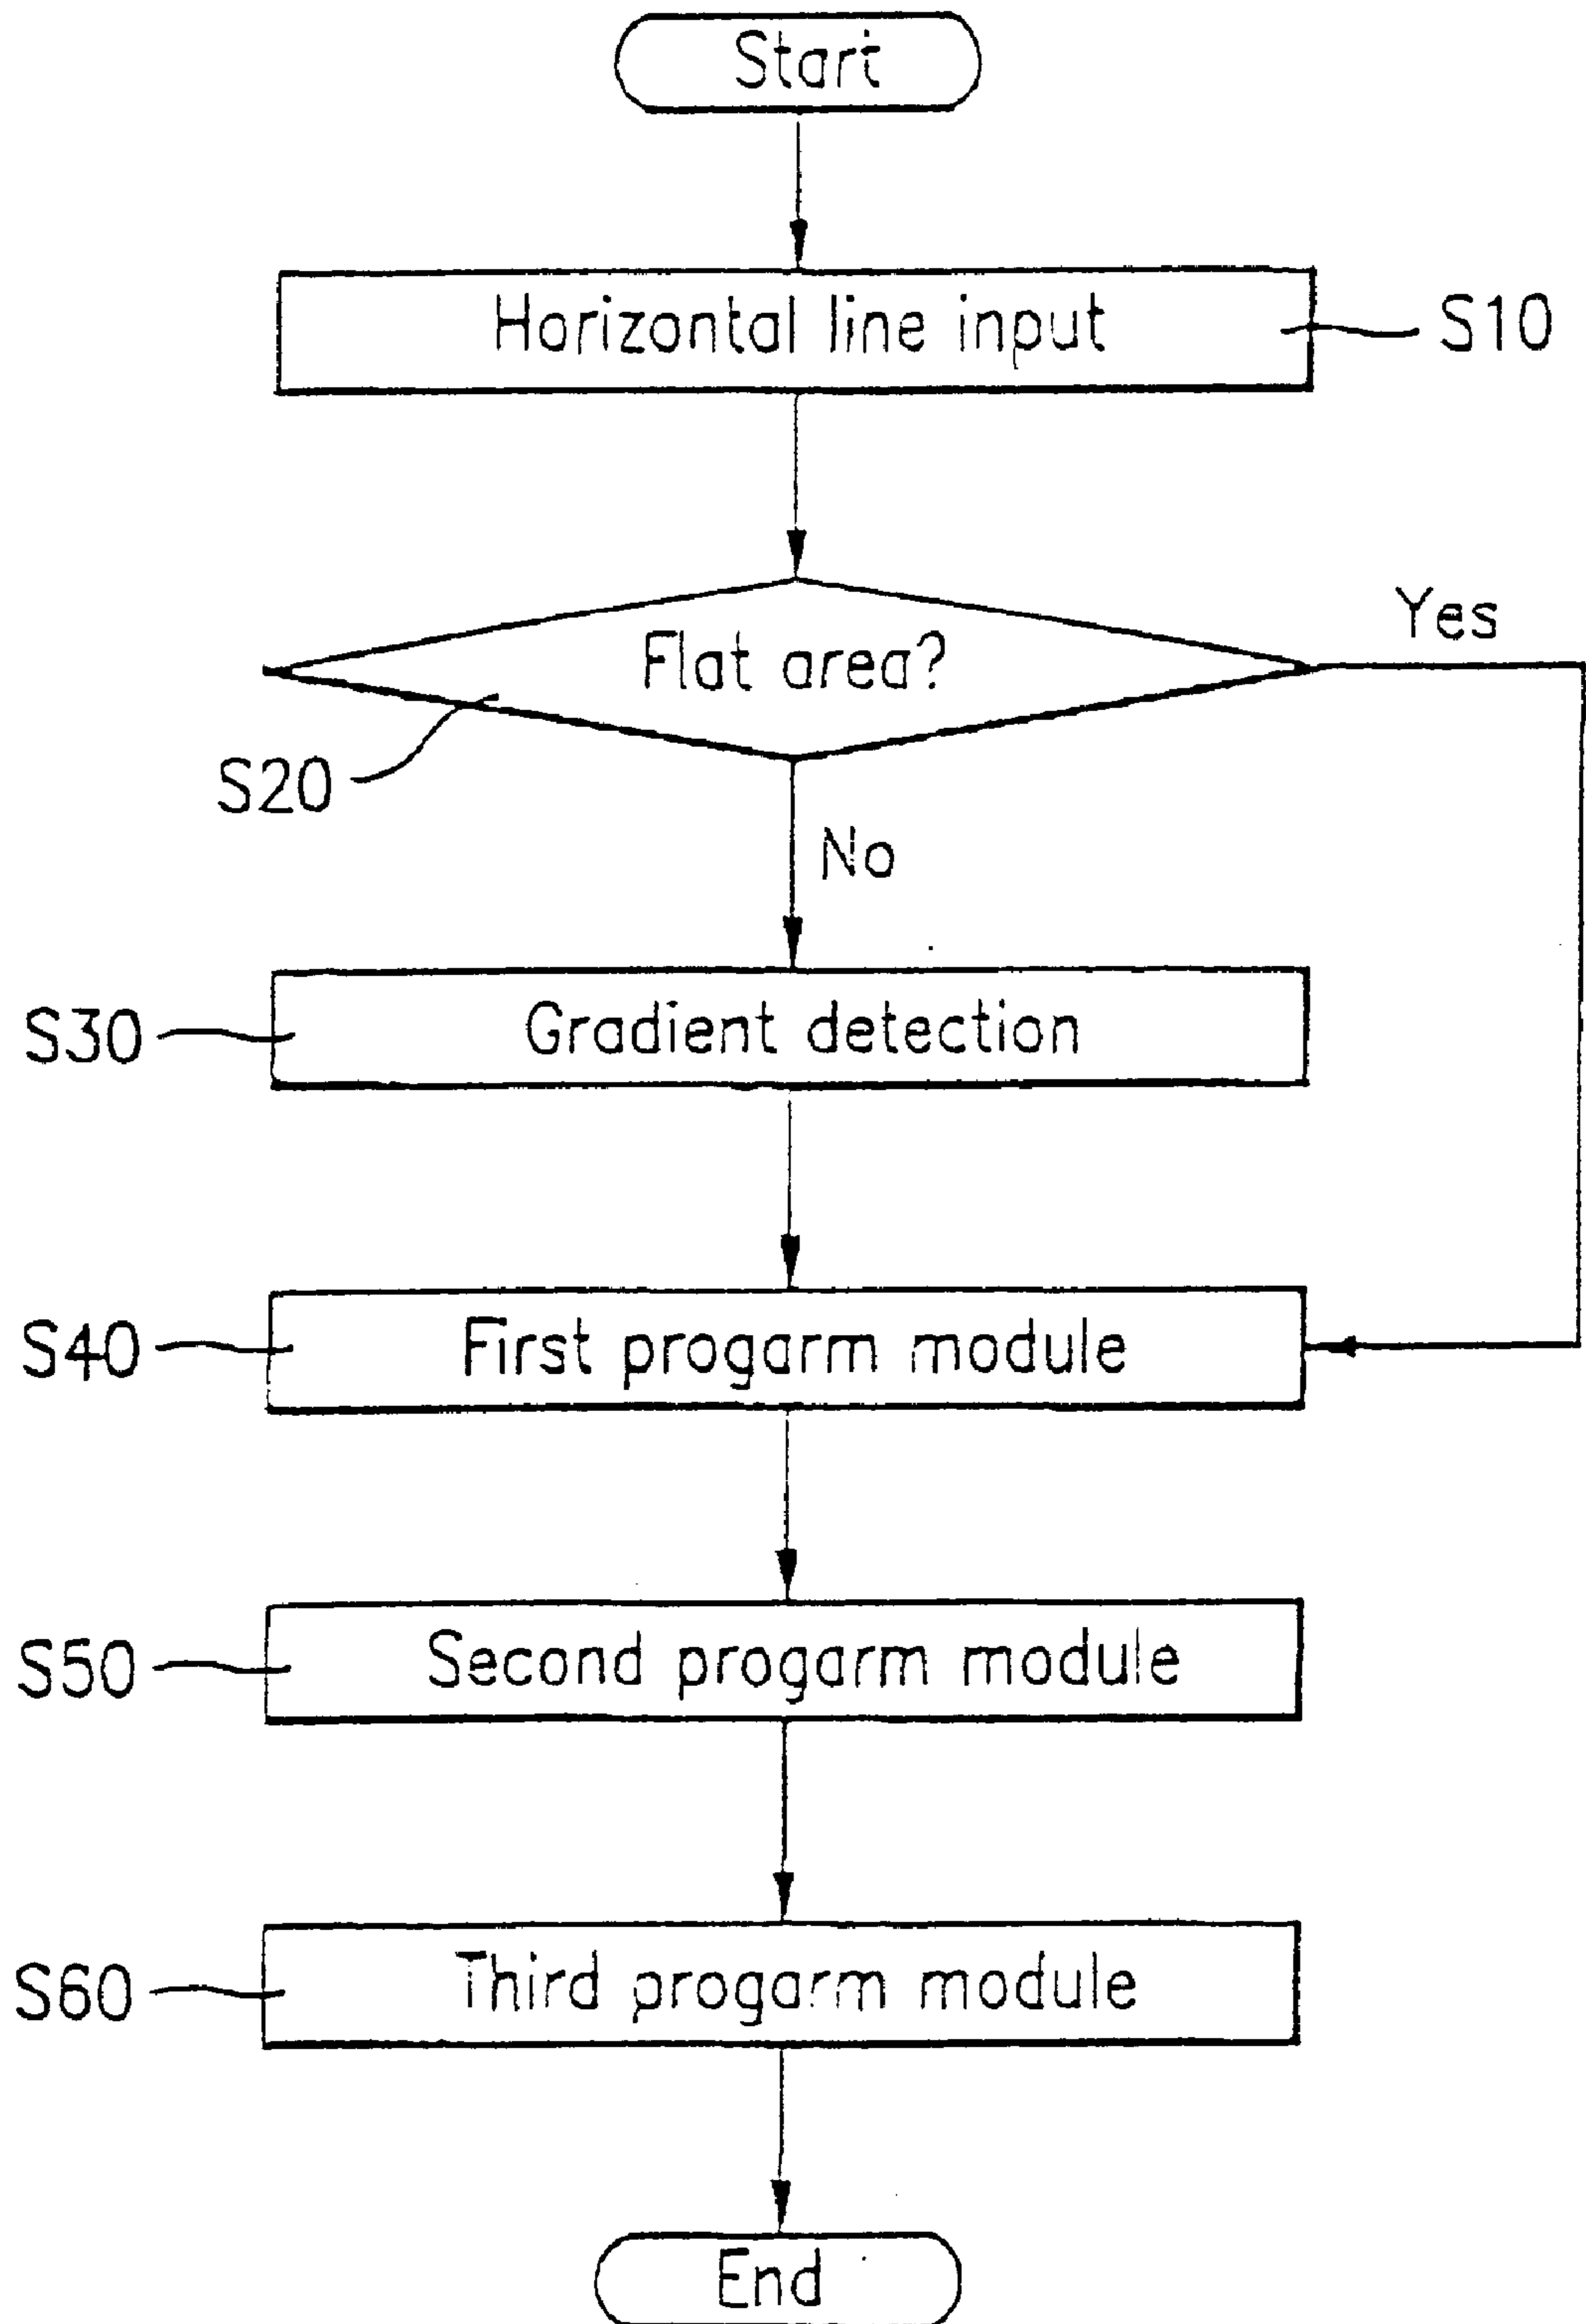 Start
Horizontal line input
S10
Flat area?
Yes
S20
No
S30
Gradient detection
S40
First progarm module
S50
Second progarm module
S60
Third progarm module
End